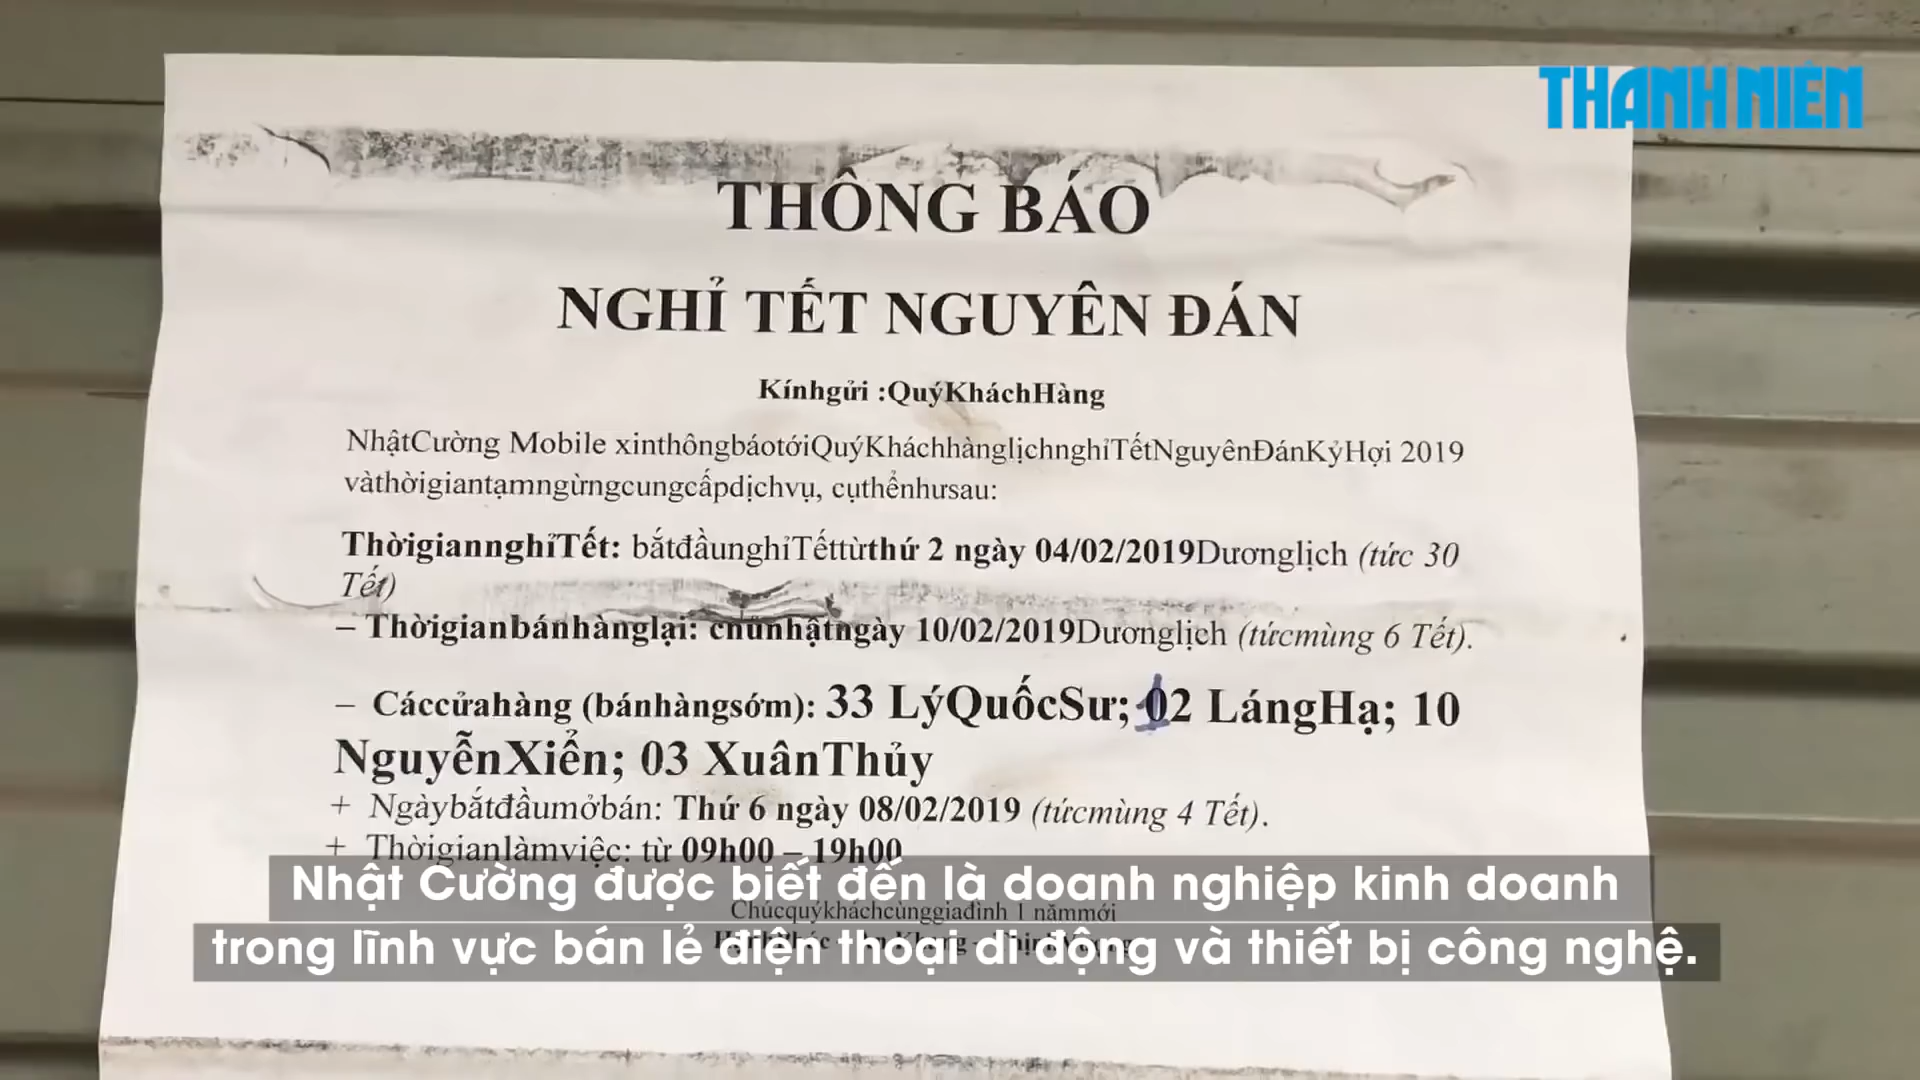 THANH NIÊN
THÔNG BÁO
NGHỈ TẾT NGUYÊN ĐÁN
Kínhgửi :QuýKháchHàng
NhậtCường Mobile xinthôngbáotớiQuýKháchhànglịchnghỉTếtNguyênĐánKỷHợi 2019
vàthờigiantạmngừngcungcấpdịchvụ, cụthểnhưsau:
ThờigiannghỉTết: bắtđầunghỉTếttừthứ 2 ngày 04/02/2019Dươnglịch (tức 30
Tết)
– Thờigianbánhànglại: chủnhậtngày 10/02/2019Dươnglịch (tứcmùng 6 Tết).
– Cáccửahàng (bánhàngsớm): 33 LýQuốcSư; 12 LángHạ; 10
NguyễnXiển; 03 XuânThủy
+ Ngàybắtđầumởbán: Thứ 6 ngày 08/02/2019 (tứcmùng 4 Tết).
+ Thờigianlàmviệc: từ 09h00 – 19h00
Nhật Cường được biết đến là doanh nghiệp kinh doanh
Chúcquýkháchcùnggiađình 1 nămmới
trong lĩnh vực bán lẻ điện thoại di động và thiết bị công nghệ.